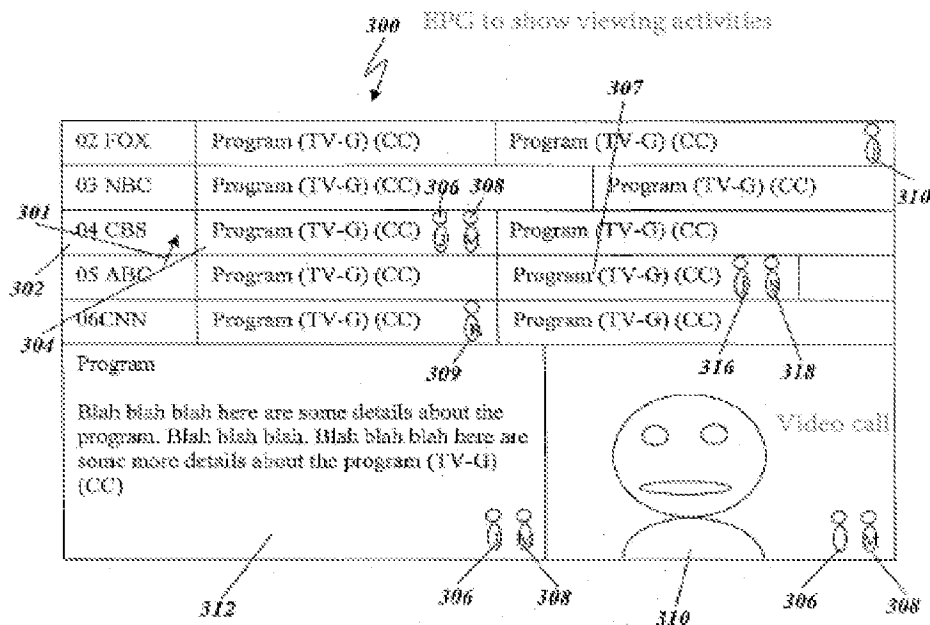 300 EPG to show viewing activities
307
02 FOX Program (TV-G) (CC) Program (TV-G) (CC)
310
03 NBC Program (TV-G) (CC) 306 308 Program (TV-G) (CC)
301
04 CBS Program (TV-G) (CC) Program (TV-G) (CC)
302
05 ABC Program (TV-G) (CC) Program (TV-G) (CC)
304
06CNN Program (TV-G) (CC) Program (TV-G) (CC)
309 316 318
Program
Blah blah blah here are some details about the
program. Blah blah blah. Blah blah blah here are
some more details about the program (TV-G)
(CC)
Video call
312 306 308 310 306 308